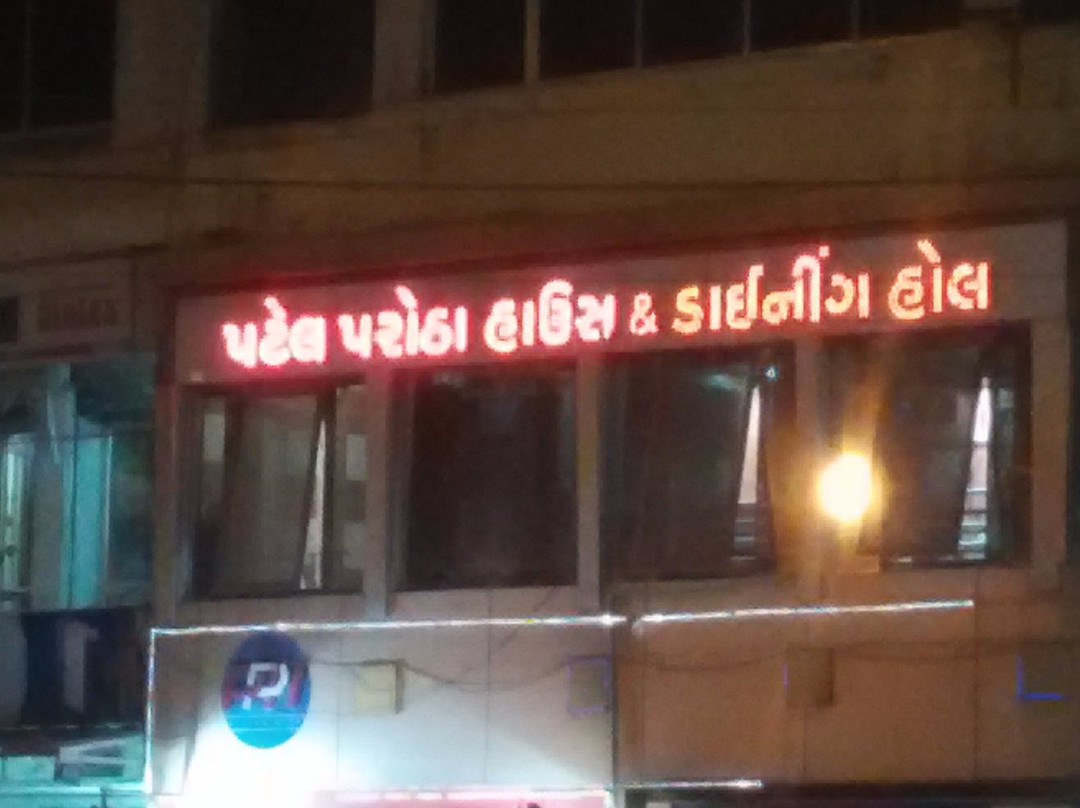 પટેલ પરોઠા હાઉસ & ડાઈનીંગ હોલ